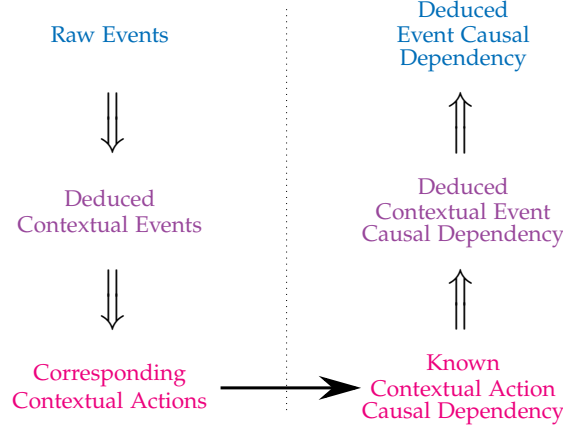 Raw Events
Deduced
Contextual Events
Corresponding
Contextual Actions
Deduced
Event Causal
Dependency
Deduced
Contextual Event
Causal Dependency
Known
Contextual Action
Causal Dependency